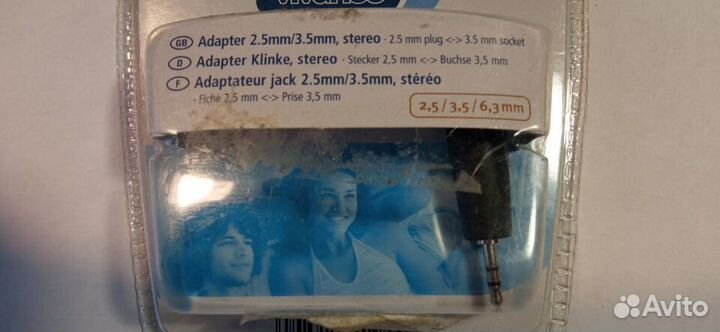 vivanco
GB Adapter 2.5mm/3.5mm, stereo - 2.5 mm plug <-> 3.5 mm socket
D Adapter Klinke, stereo - Stecker 2,5 mm <-> Buchse 3,5 mm
F Adaptateur jack 2.5mm/3.5mm, stéréo
- Fiche 2.5 mm <-> Prise 3,5 mm
2,5 / 3,5 / 6,3 mm
Avito